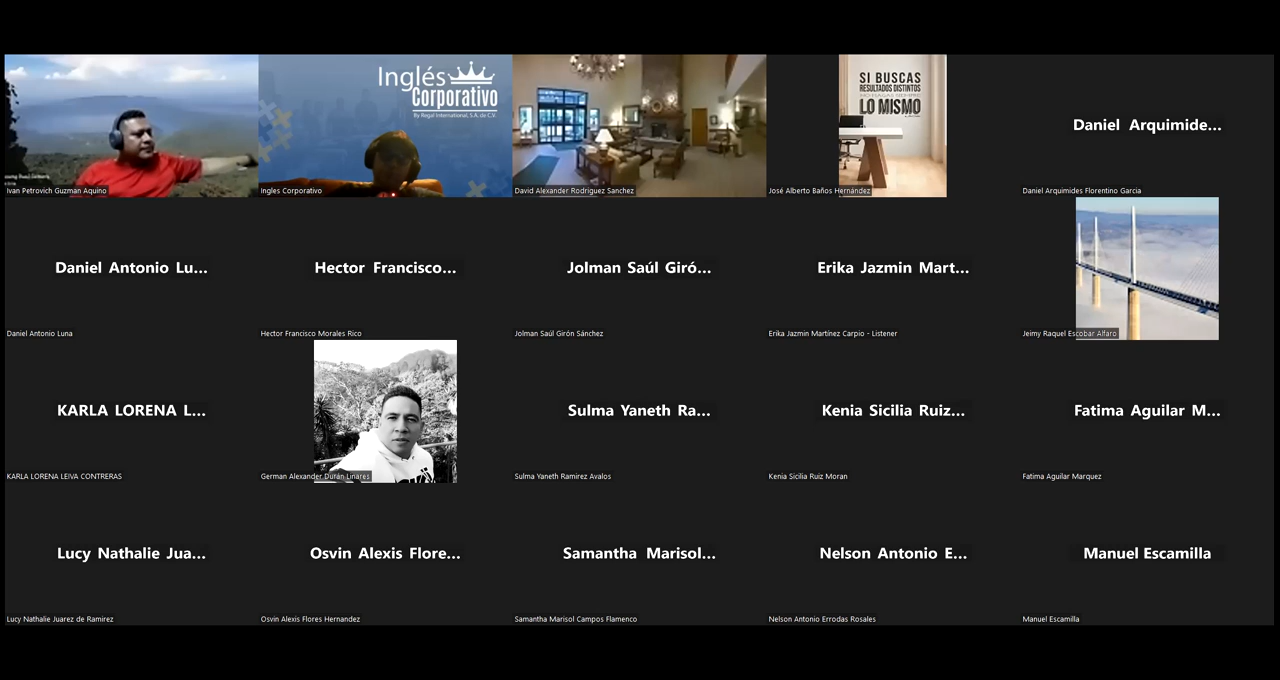 Inglés
Corporativo
By Regal International, S.A. de C.V.
SI BUSCAS
RESULTADOS DISTINTOS
NO HAGAS SIEMPRE
LO MISMO
Daniel Arquimide...
Ivan Petrovich Guzman Aquino
Ingles Corporativo
David Alexander Rodriguez Sanchez
José Alberto Baños Hernández
Daniel Arquimides Florentino Garcia
Daniel Antonio Lu...
Hector Francisco...
Jolman Saúl Giró...
Erika Jazmin Mart...
Daniel Antonio Luna
Hector Francisco Morales Rico
Jolman Saúl Girón Sánchez
Erika Jazmin Martínez Carpio - Listener
Jeimy Raquel Escobar Alfaro
KARLA LORENA L...
Sulma Yaneth Ra...
Kenia Sicilia Ruiz...
Fatima Aguilar M...
KARLA LORENA LEIVA CONTRERAS
German Alexander Durán Linares
Sulma Yaneth Ramirez Avalos
Kenia Sicilia Ruiz Moran
Fatima Aguilar Marquez
Lucy Nathalie Jua...
Osvin Alexis Flore...
Samantha Marisol...
Nelson Antonio E...
Manuel Escamilla
Lucy Nathalie Juarez de Ramirez
Osvin Alexis Flores Hernandez
Samantha Marisol Campos Flamenco
Nelson Antonio Errodas Rosales
Manuel Escamilla